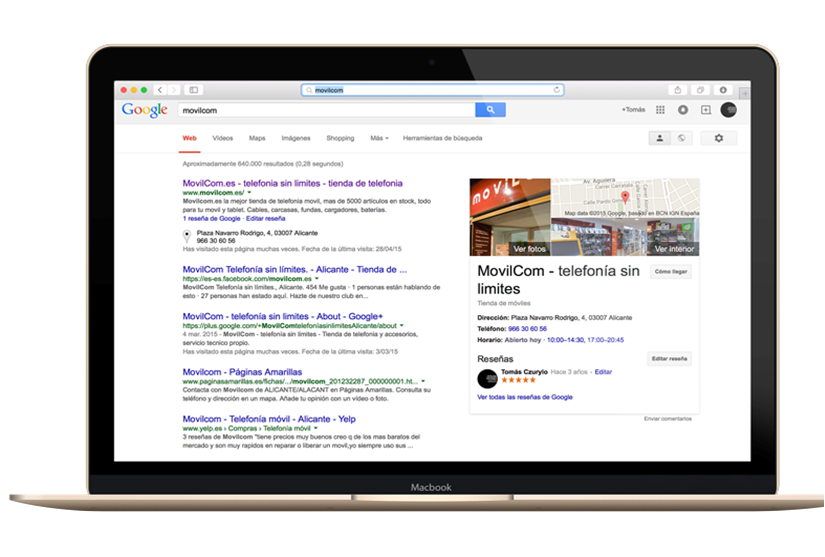 movilcom
Google
movilcom
+Tomás
Web Vídeos Maps Imágenes Shopping Más Herramientas de búsqueda
Aproximadamente 640.000 resultados (0,28 segundos)
MovilCom.es - telefonia sin limites - tienda de telefonia
www.movilcom.es/
Movilcom.es la mejor tienda de telefonia movil, mas de 5000 articulos en stock, todo
para tu movil y tablet. Cables, carcasas, fundas, cargadores, baterías.
1 reseña de Google · Editar reseña
Plaza Navarro Rodrigo, 4, 03007 Alicante
966 30 60 56
Has visitado esta página muchas veces. Fecha de la última visita: 28/04/15
MovilCom Telefonía sin límites. - Alicante - Tienda de ...
https://es-es.facebook.com/movilcom.es
MovilCom Telefonía sin límites., Alicante. 454 Me gusta · 1 personas están hablando de
esto · 27 personas han estado aquí. Hazte de nuestro club en...
MovilCom - telefonía sin limites - About - Google+
https://plus.google.com/+MovilComtelefoníasinlimitesAlicante/about
4 mar. 2015 - MovilCom - telefonía sin limites - Tienda de telefonia y accesorios,
servicio tecnico propio.
Has visitado esta página muchas veces. Fecha de la última visita: 3/03/15
Movilcom - Páginas Amarillas
www.paginasamarillas.es/fichas/.../movilcom_201232287_000000001.ht...
Contacta con Movilcom de ALICANTE/ALACANT en Páginas Amarillas. Consulta su
teléfono y dirección en un mapa. Añade tu opinión con un vídeo o foto.
Movilcom - Telefonía móvil - Alicante - Yelp
www.yelp.es › Compras › Telefonía móvil
3 reseñas de Movilcom "tiene precios muy buenos creo q de los mas baratos del
mercado y son muy rapidos en reparar o liberar un movil,yo siempre uso sus ...
Av. Aguilera
Map data ©2015 Google, basado en BCN IGN España
Ver fotos
Ver interior
MovilCom - telefonía sin
limites
Cómo llegar
Tienda de móviles
Dirección: Plaza Navarro Rodrigo, 4, 03007 Alicante
Teléfono: 966 30 60 56
Horario: Abierto hoy · 10:00–14:30, 17:00–20:45
Reseñas
Editar reseña
Tomás Czurylo Hace 3 años - Editar
Ver todas las reseñas de Google
Enviar comentarios
Macbook